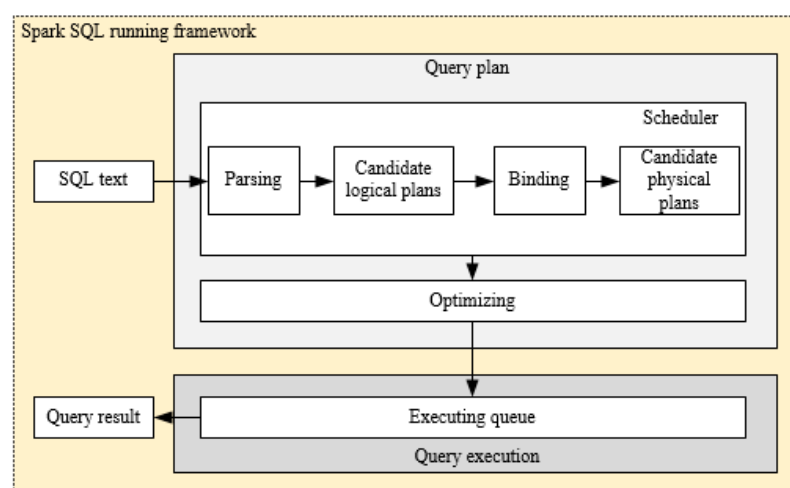 Spark SQL running framework
Query plan
Scheduler
SQL text
Parsing
Candidate
logical plans
Binding
Candidate
physical
plans
Optimizing
Query result
Executing queue
Query execution